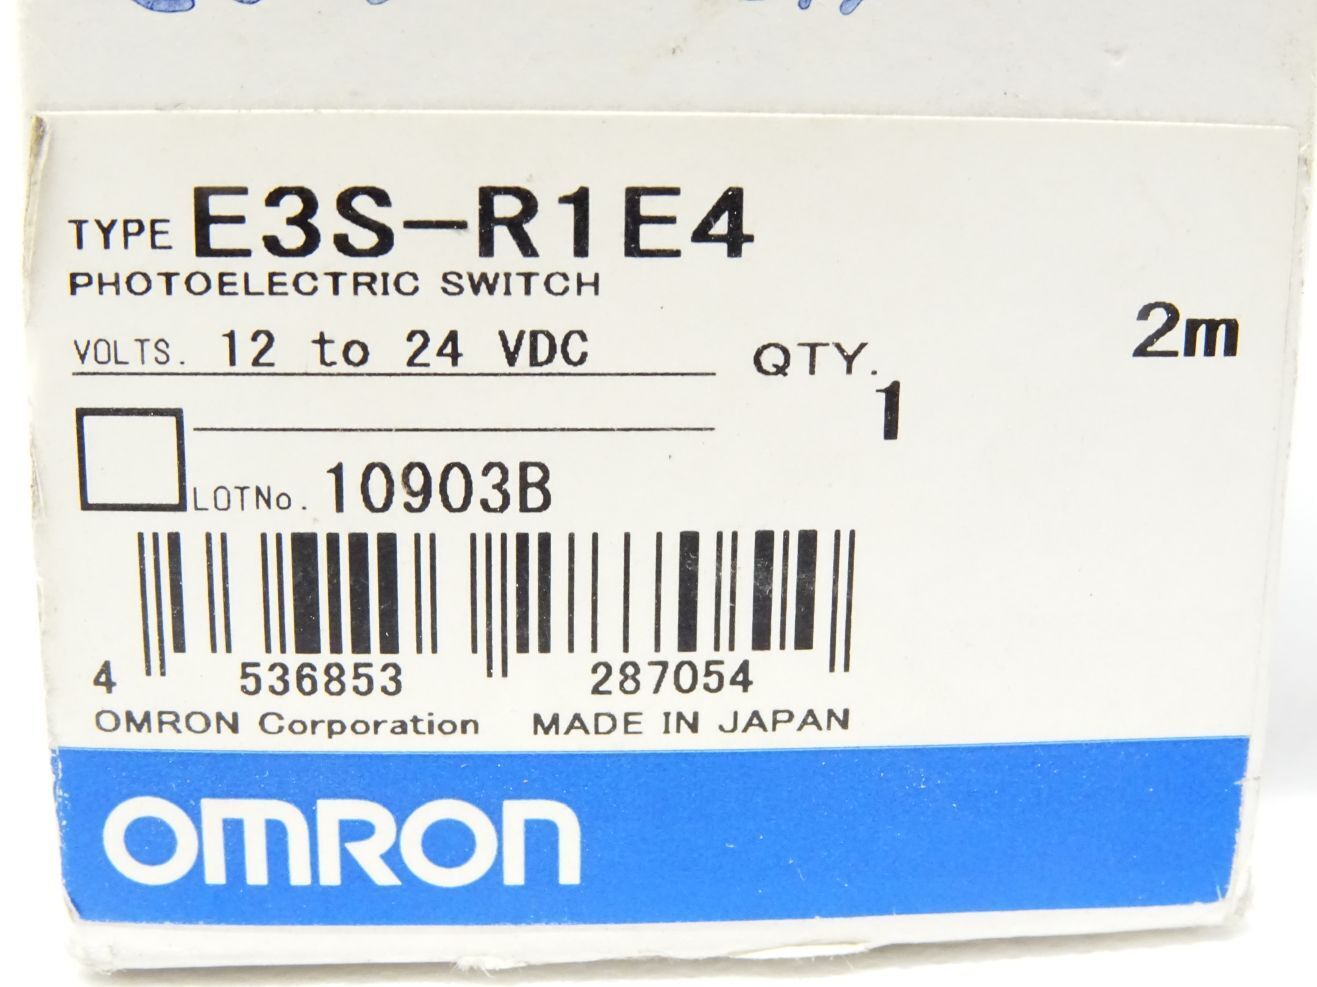 TYPE E3S-R1E4
PHOTOELECTRIC SWITCH
VOLTS. 12 to 24 VDC
QTY. 1
2m
LOTNo. 10903B
4 536853 287054
OMRON Corporation MADE IN JAPAN
OMRON